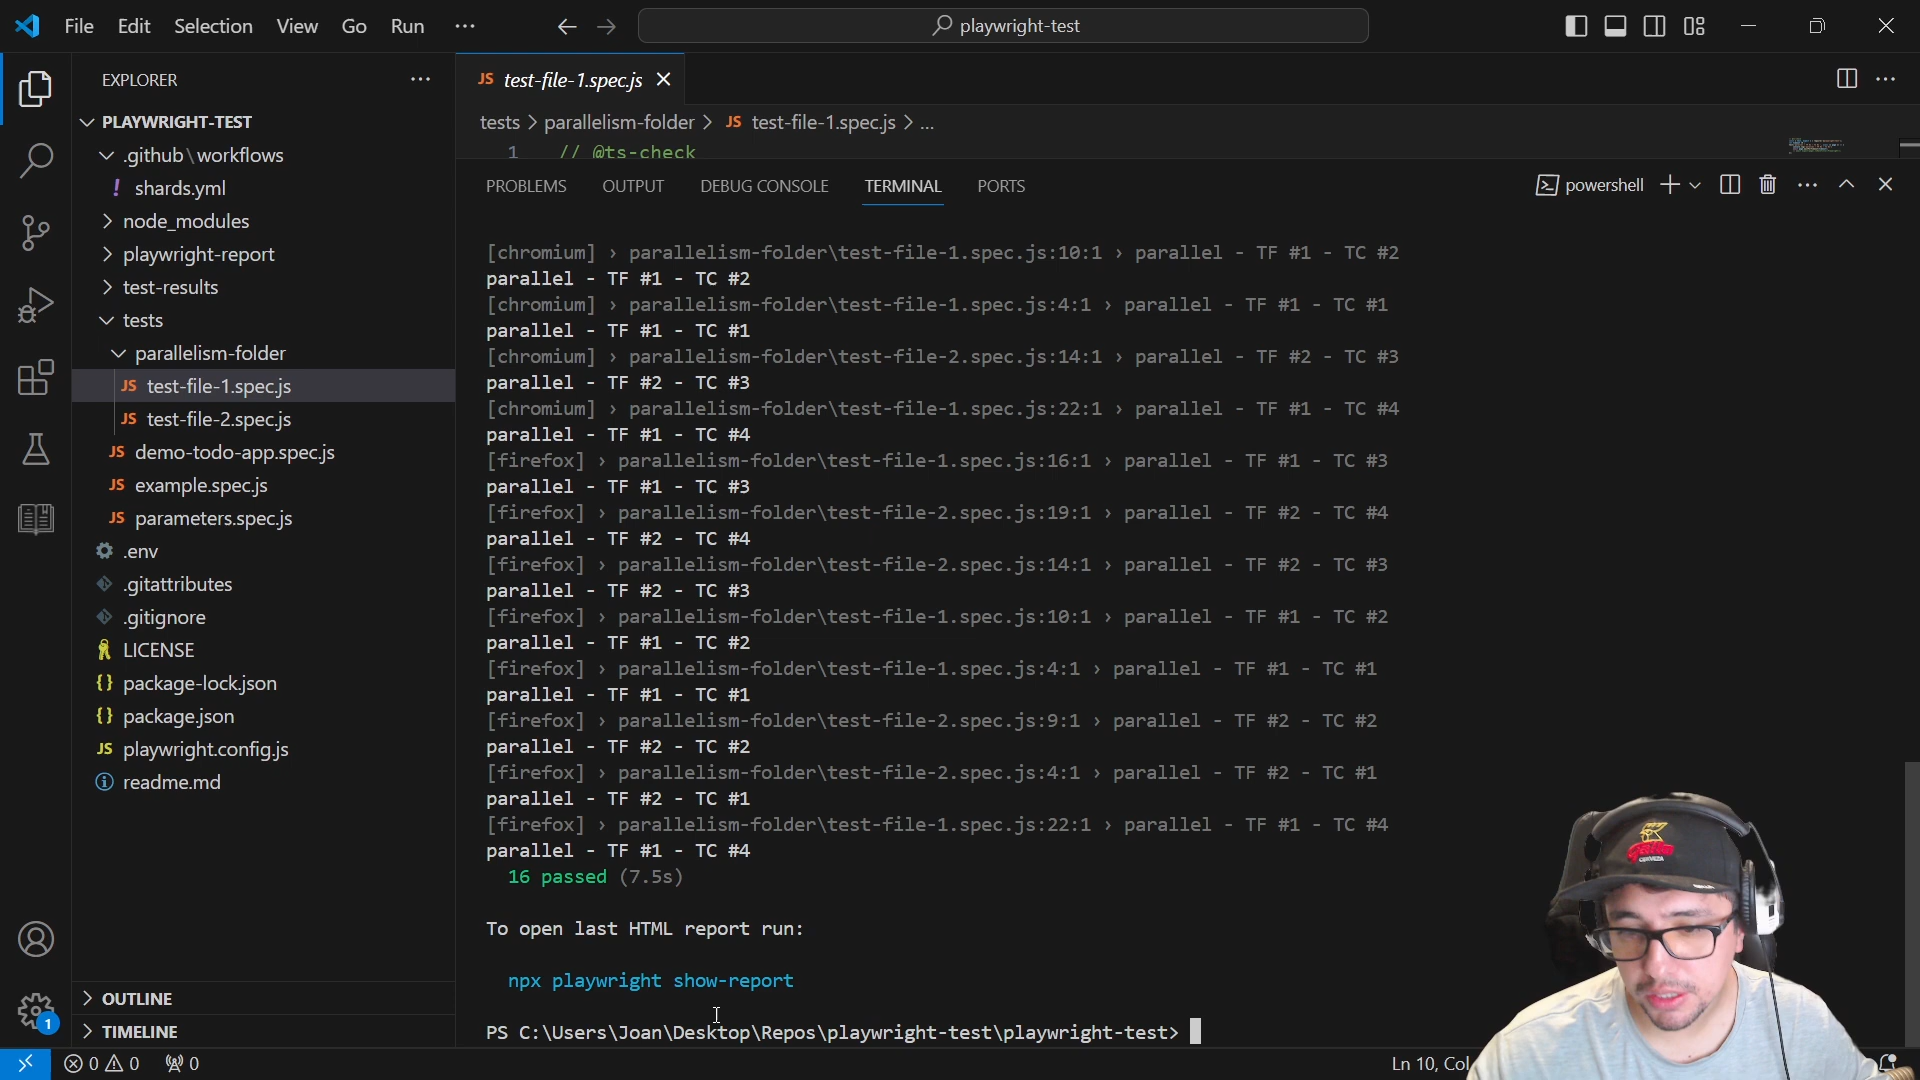 File Edit Selection View Go Run ...
playwright-test
EXPLORER ...
PLAYWRIGHT-TEST
.github\workflows
! shards.yml
node_modules
playwright-report
test-results
tests
parallelism-folder
JS test-file-1.spec.js
JS test-file-2.spec.js
JS demo-todo-app.spec.js
JS example.spec.js
JS parameters.spec.js
.env
.gitattributes
.gitignore
LICENSE
{} package-lock.json
{} package.json
JS playwright.config.js
readme.md
OUTLINE
TIMELINE
1
JS test-file-1.spec.js
tests > parallelism-folder > JS test-file-1.spec.js > ...
1 // @ts-check
PROBLEMS OUTPUT DEBUG CONSOLE TERMINAL PORTS
powershell
[chromium] › parallelism-folder\test-file-1.spec.js:10:1 › parallel - TF #1 - TC #2
parallel - TF #1 - TC #2
[chromium] › parallelism-folder\test-file-1.spec.js:4:1 › parallel - TF #1 - TC #1
parallel - TF #1 - TC #1
[chromium] › parallelism-folder\test-file-2.spec.js:14:1 › parallel - TF #2 - TC #3
parallel - TF #2 - TC #3
[chromium] › parallelism-folder\test-file-1.spec.js:22:1 › parallel - TF #1 - TC #4
parallel - TF #1 - TC #4
[firefox] › parallelism-folder\test-file-1.spec.js:16:1 › parallel - TF #1 - TC #3
parallel - TF #1 - TC #3
[firefox] › parallelism-folder\test-file-2.spec.js:19:1 › parallel - TF #2 - TC #4
parallel - TF #2 - TC #4
[firefox] › parallelism-folder\test-file-2.spec.js:14:1 › parallel - TF #2 - TC #3
parallel - TF #2 - TC #3
[firefox] › parallelism-folder\test-file-1.spec.js:10:1 › parallel - TF #1 - TC #2
parallel - TF #1 - TC #2
[firefox] › parallelism-folder\test-file-1.spec.js:4:1 › parallel - TF #1 - TC #1
parallel - TF #1 - TC #1
[firefox] › parallelism-folder\test-file-2.spec.js:9:1 › parallel - TF #2 - TC #2
parallel - TF #2 - TC #2
[firefox] › parallelism-folder\test-file-2.spec.js:4:1 › parallel - TF #2 - TC #1
parallel - TF #2 - TC #1
[firefox] › parallelism-folder\test-file-1.spec.js:22:1 › parallel - TF #1 - TC #4
parallel - TF #1 - TC #4
16 passed (7.5s)
To open last HTML report run:
npx playwright show-report
PS C:\Users\Joan\Desktop\Repos\playwright-test\playwright-test>
0 0 0
Ln 10, Col
CERVEZA